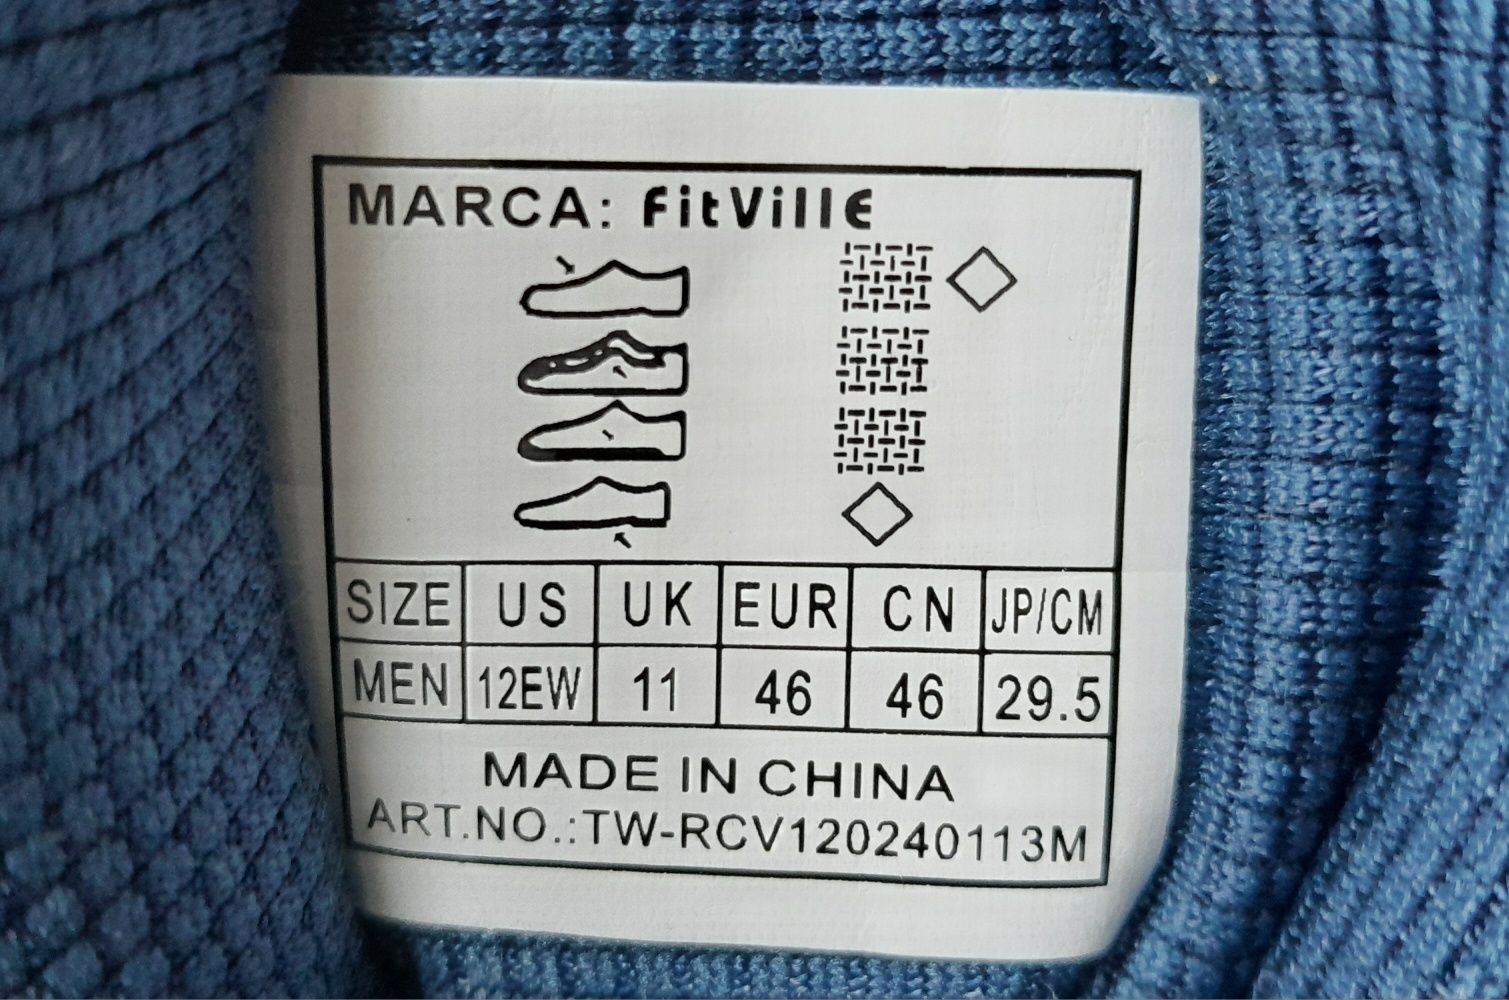 MARCA: FitVille
SIZE US UK EUR CN JP/CM
MEN 12EW 11 46 46 29.5
MADE IN CHINA
ART.NO.:TW-RCV120240113M